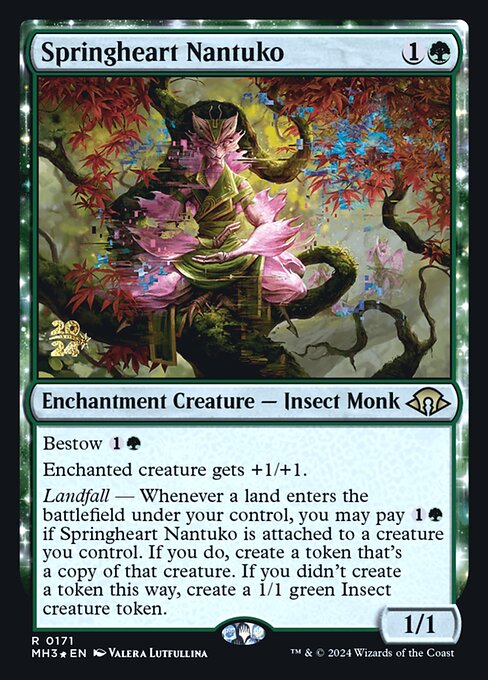 Springheart Nantuko 1
20
24
Enchantment Creature — Insect Monk
Bestow 1
Enchanted creature gets +1/+1.
Landfall — Whenever a land enters the
battlefield under your control, you may pay 1
if Springheart Nantuko is attached to a creature
you control. If you do, create a token that's
a copy of that creature. If you didn't create
a token this way, create a 1/1 green Insect
creature token.
1/1
R 0171
MH3★EN Valera Lutfullina
™ & © 2024 Wizards of the Coast